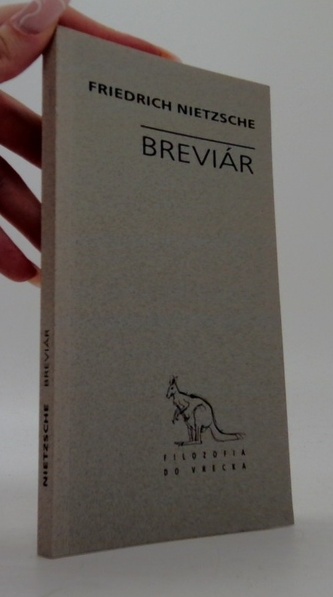 FRIEDRICH NIETZSCHE
BREVIÁR
FILOZOFIA
DO VRECKA
NIETZSCHE BREVIÁR